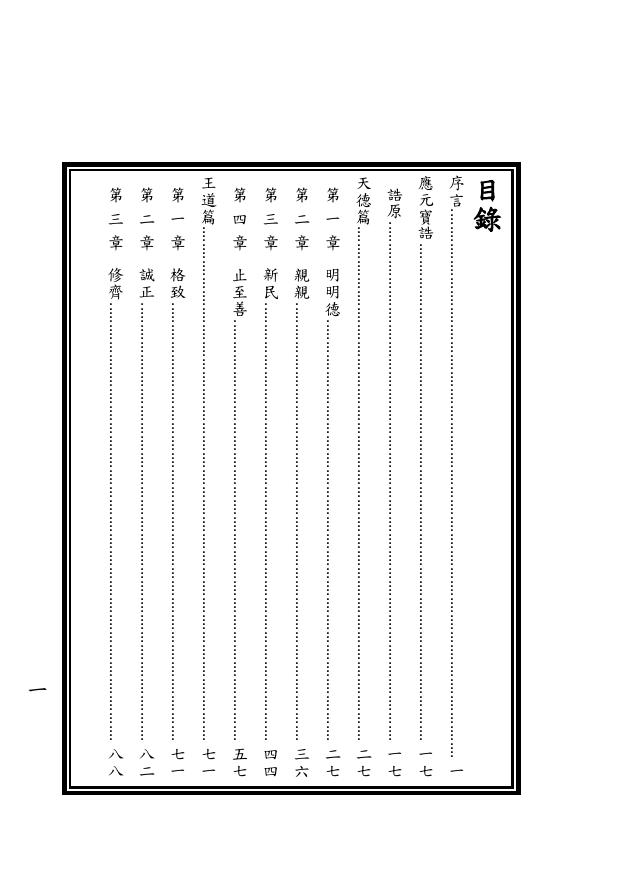 目錄
序言………一
應元寶誥………一七
誥原………一七
天德篇………二七
第一章 明明德………二七
第二章 親親………三六
第三章 新民………四四
第四章 止至善………五七
王道篇………七一
第一章 格致………七一
第二章 誠正………八二
第三章 修齊………八八
一